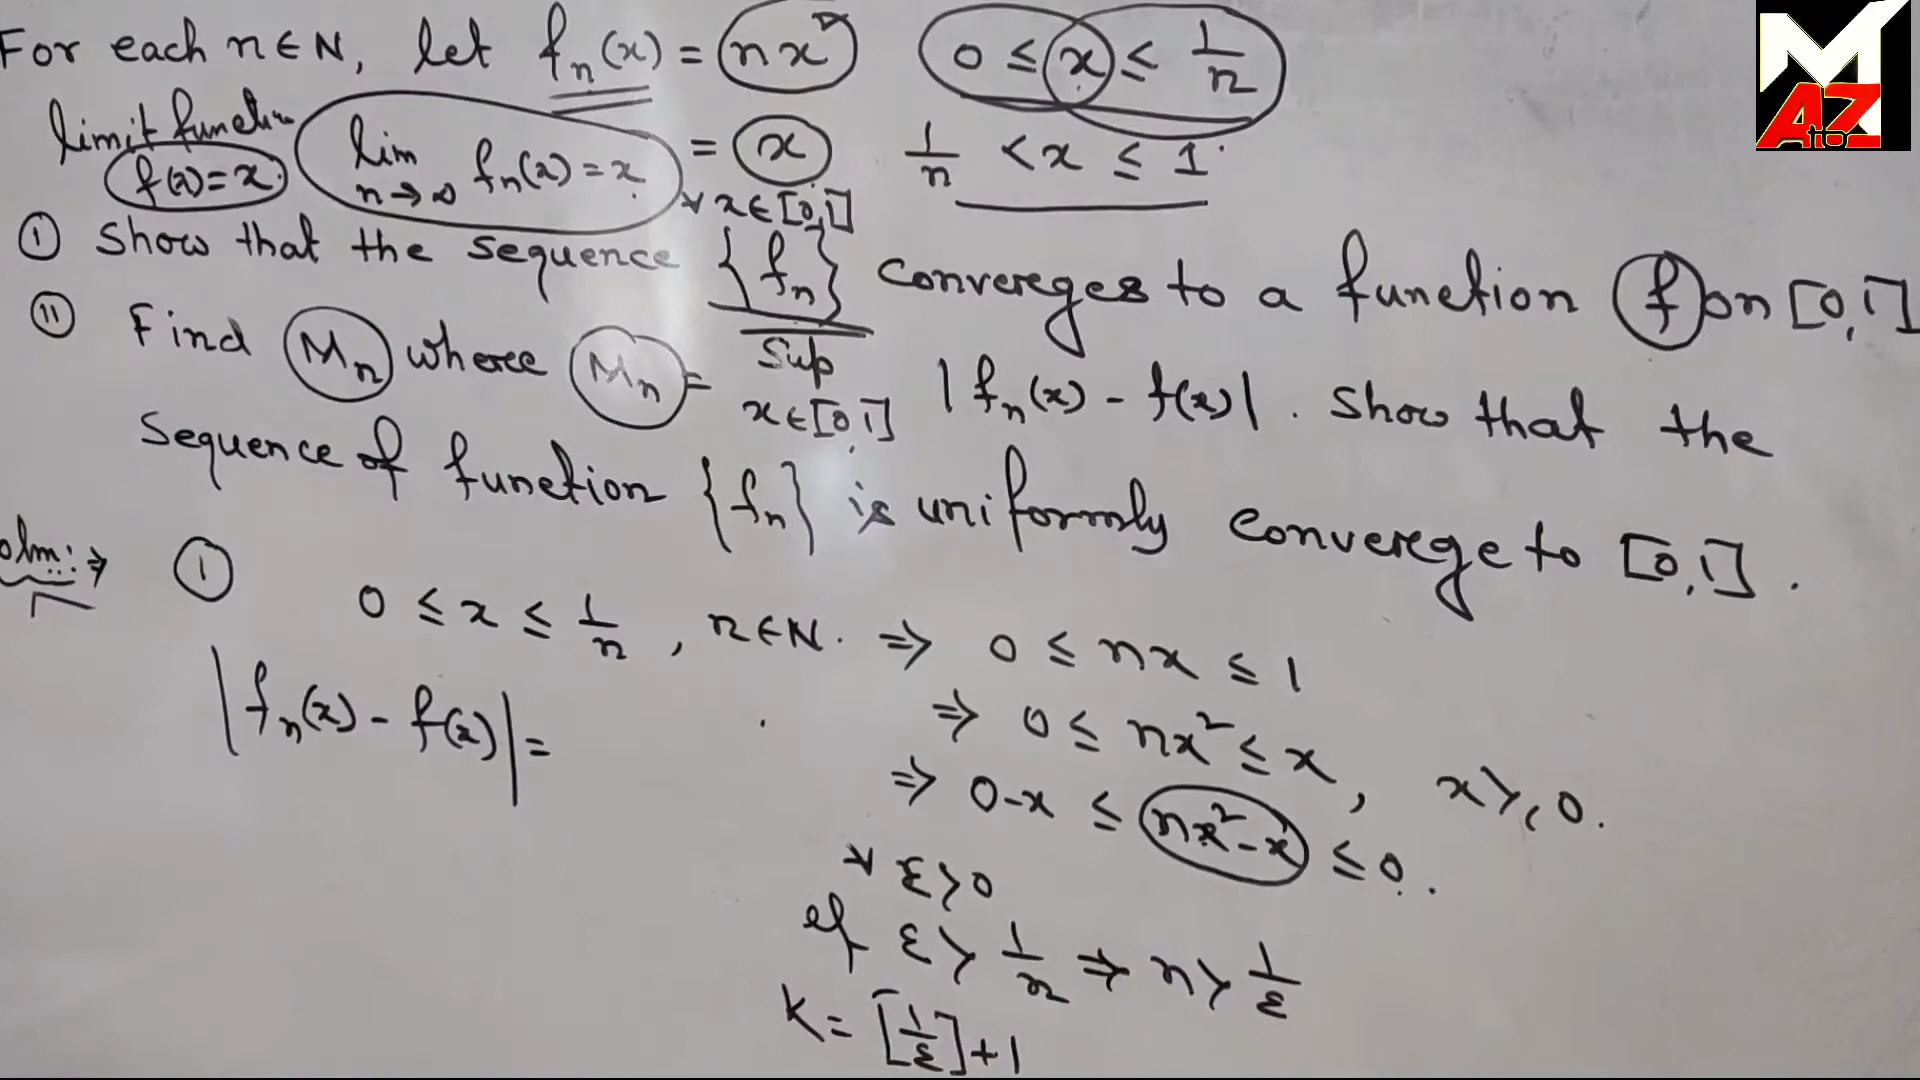 For each n∈N, let fₙ(x) = nx² 0 ≤ x ≤ 1/n
= x 1/n < x ≤ 1.
limit function f(x)=x. lim n→∞ fₙ(x)=x ∀ x∈[0,1]
① Show that the sequence {fₙ} converges to a function f on [0,1]
⑪ Find Mₙ where Mₙ = Sup x∈[0,1] |fₙ(x) - f(x)|. Show that the
Sequence of function {fₙ} is uniformly converge to [0,1].
olm:⇒ ① 0 ≤ x ≤ 1/n, n∈N. ⇒ 0 ≤ nx ≤ 1
|fₙ(x) - f(x)| = ⇒ 0 ≤ nx² ≤ x, x≥0.
⇒ 0-x ≤ nx²-x ≤ 0.
∀ ε>0
if ε > 1/n ⇒ n > 1/ε
K = [1/ε]+1
M
AtoZ